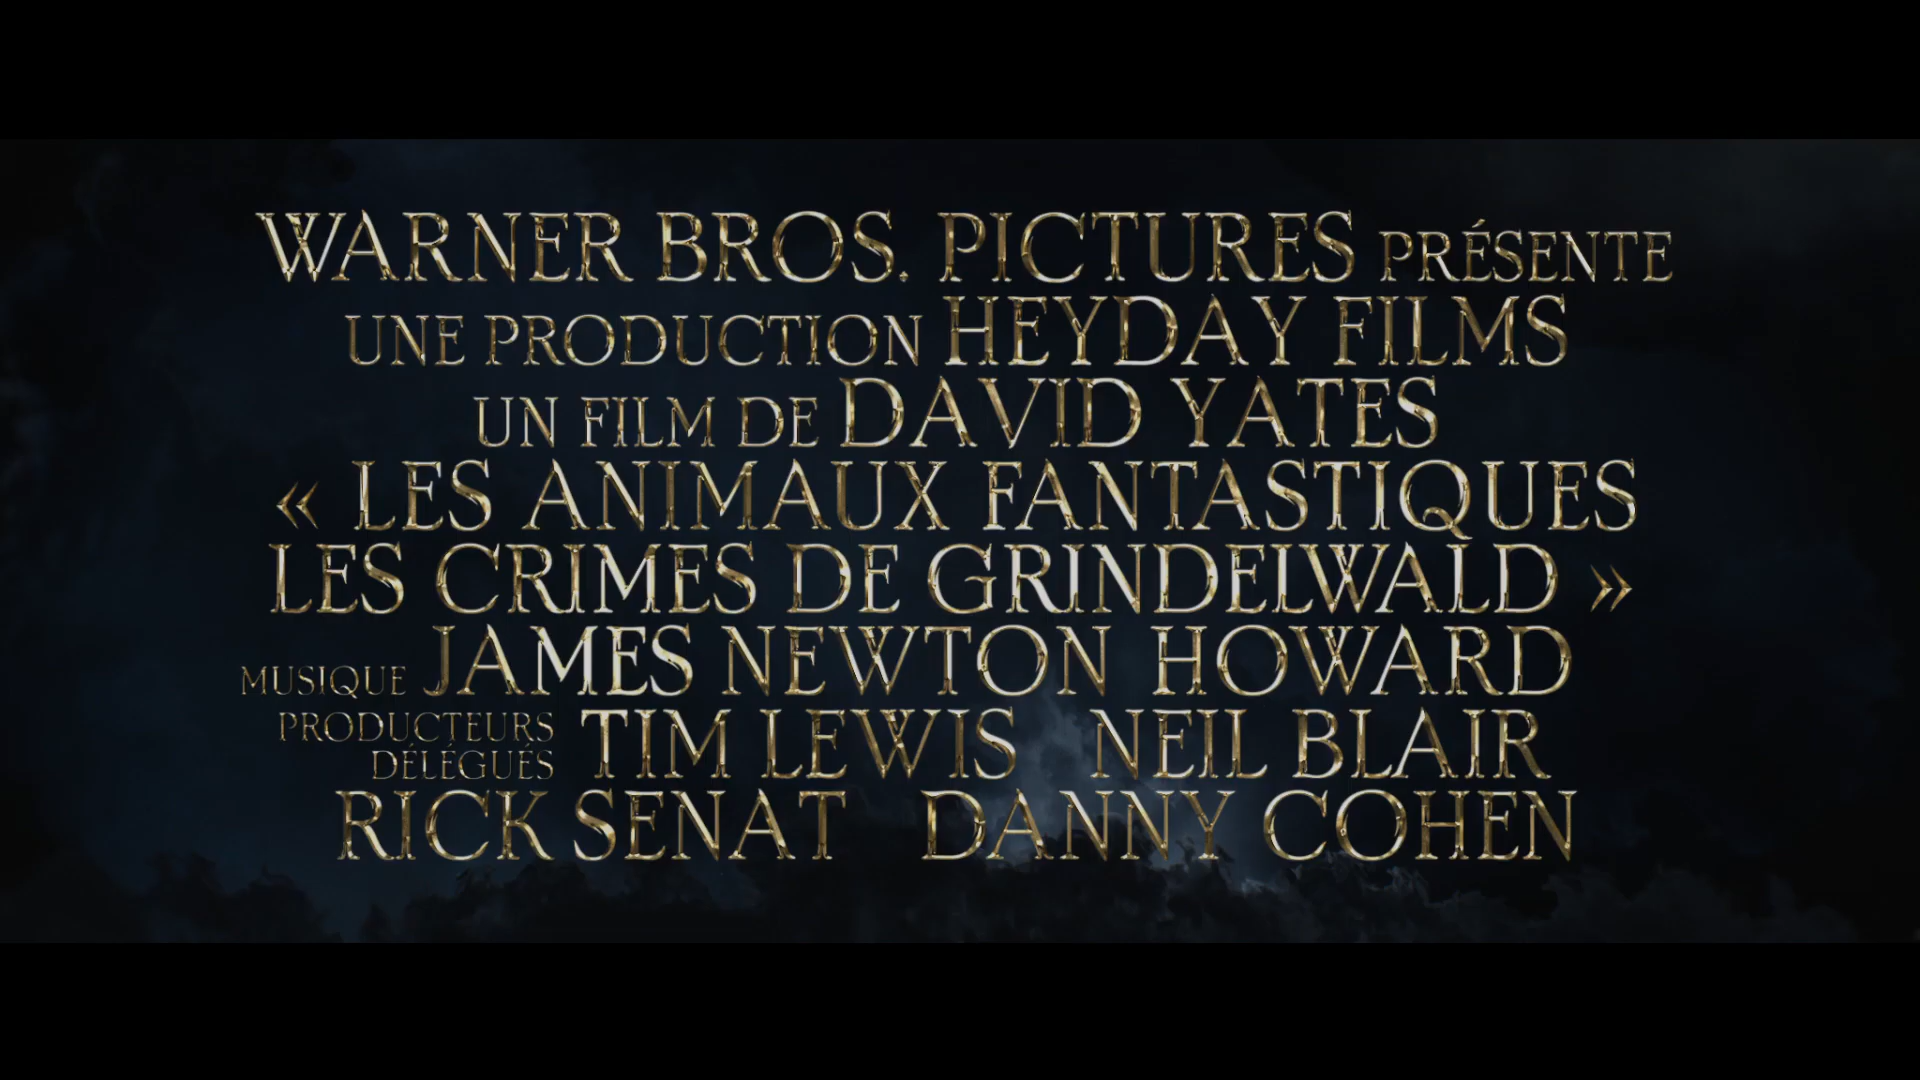 WARNER BROS. PICTURES PRÉSENTE
UNE PRODUCTION HEYDAY FILMS
UN FILM DE DAVID YATES
« LES ANIMAUX FANTASTIQUES
LES CRIMES DE GRINDELWALD »
MUSIQUE JAMES NEWTON HOWARD
PRODUCTEURS DÉLÉGUÉS TIM LEWIS NEIL BLAIR
RICK SENAT DANNY COHEN